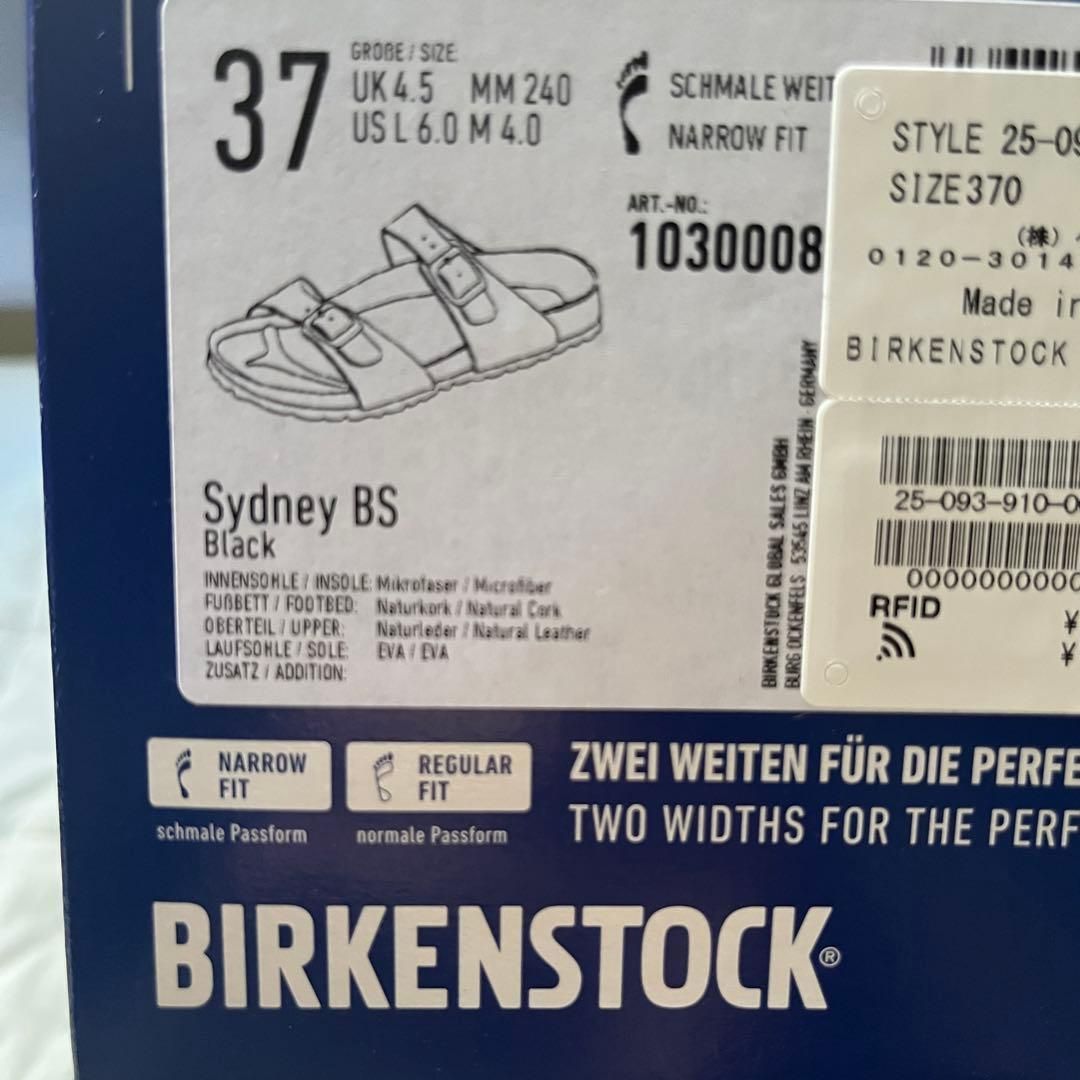 37
GRÖBE / SIZE
UK 4.5 MM 240
US L 6.0 M 4.0
SCHMALE WEIT
NARROW FIT
ART.-NO.:
1030008
Sydney BS
Black
INNENSOHLE / INSOLE: Mikrofaser / Microfiber
FUßBETT / FOOTBED: Naturkork / Natural Cork
OBERTEIL / UPPER: Naturleder / Natural Leather
LAUFSOHLE / SOLE: EVA / EVA
ZUSATZ / ADDITION:
BIRKENSTOCK GLOBAL SALES GMBH
BURG OCKENFELS 53545 LINZ AM RHEIN - GERMANY
STYLE 25-09
SIZE370
(株)
0120-3014
Made in
BIRKENSTOCK
25-093-910-0
00000000000
RFID
¥
¥
NARROW
FIT
schmale Passform
REGULAR
FIT
normale Passform
ZWEI WEITEN FÜR DIE PERFE
TWO WIDTHS FOR THE PERF
BIRKENSTOCK®